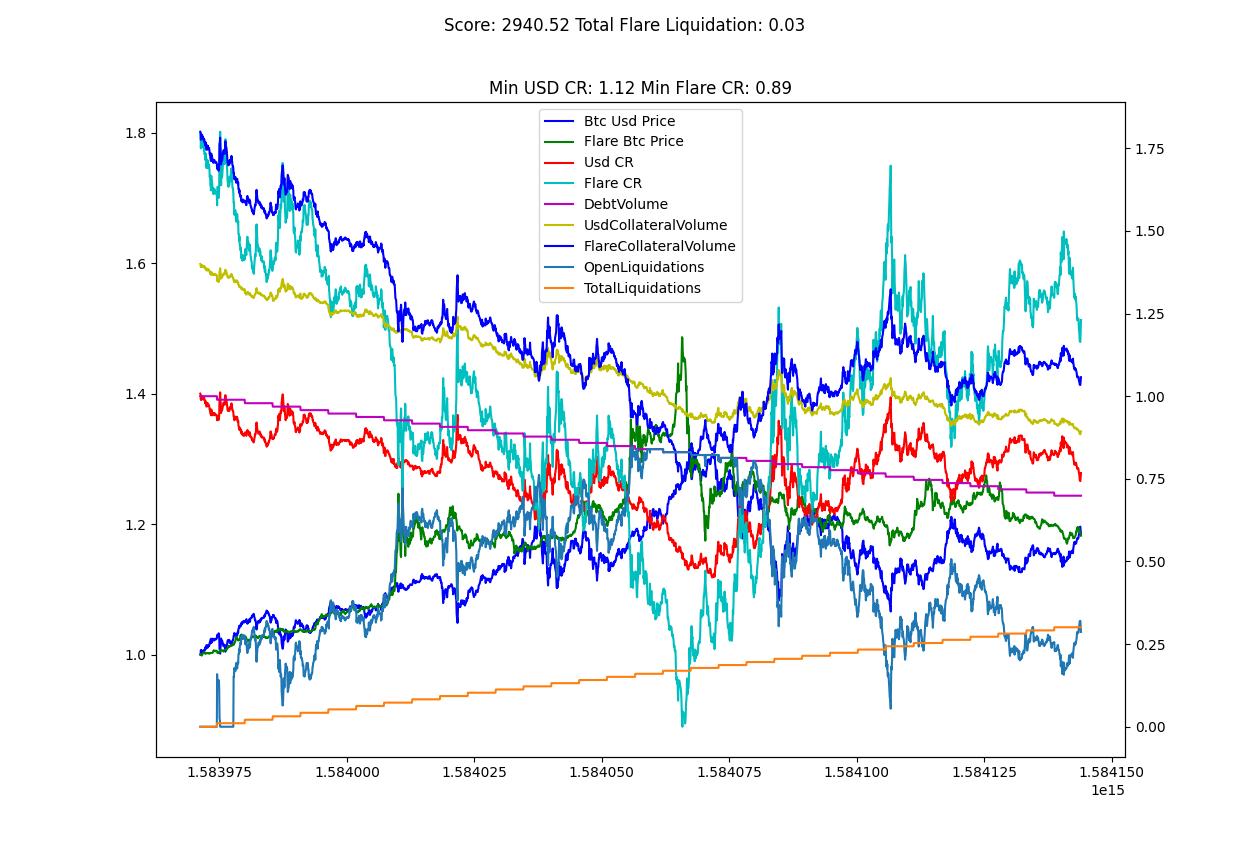 Score: 2940.52 Total Flare Liquidation: 0.03
Min USD CR: 1.12 Min Flare CR: 0.89
Btc Usd Price
Flare Btc Price
Usd CR
Flare CR
DebtVolume
UsdCollateralVolume
FlareCollateralVolume
OpenLiquidations
TotalLiquidations
1.8
1.6
1.4
1.2
1.0
1.75
1.50
1.25
1.00
0.75
0.50
0.25
0.00
1.583975
1.584000
1.584025
1.584050
1.584075
1.584100
1.584125
1.584150
1e15